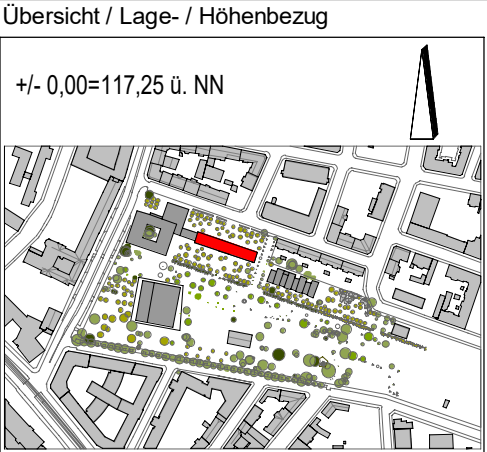 Übersicht / Lage- / Höhenbezug
+/- 0,00=117,25 ü. NN